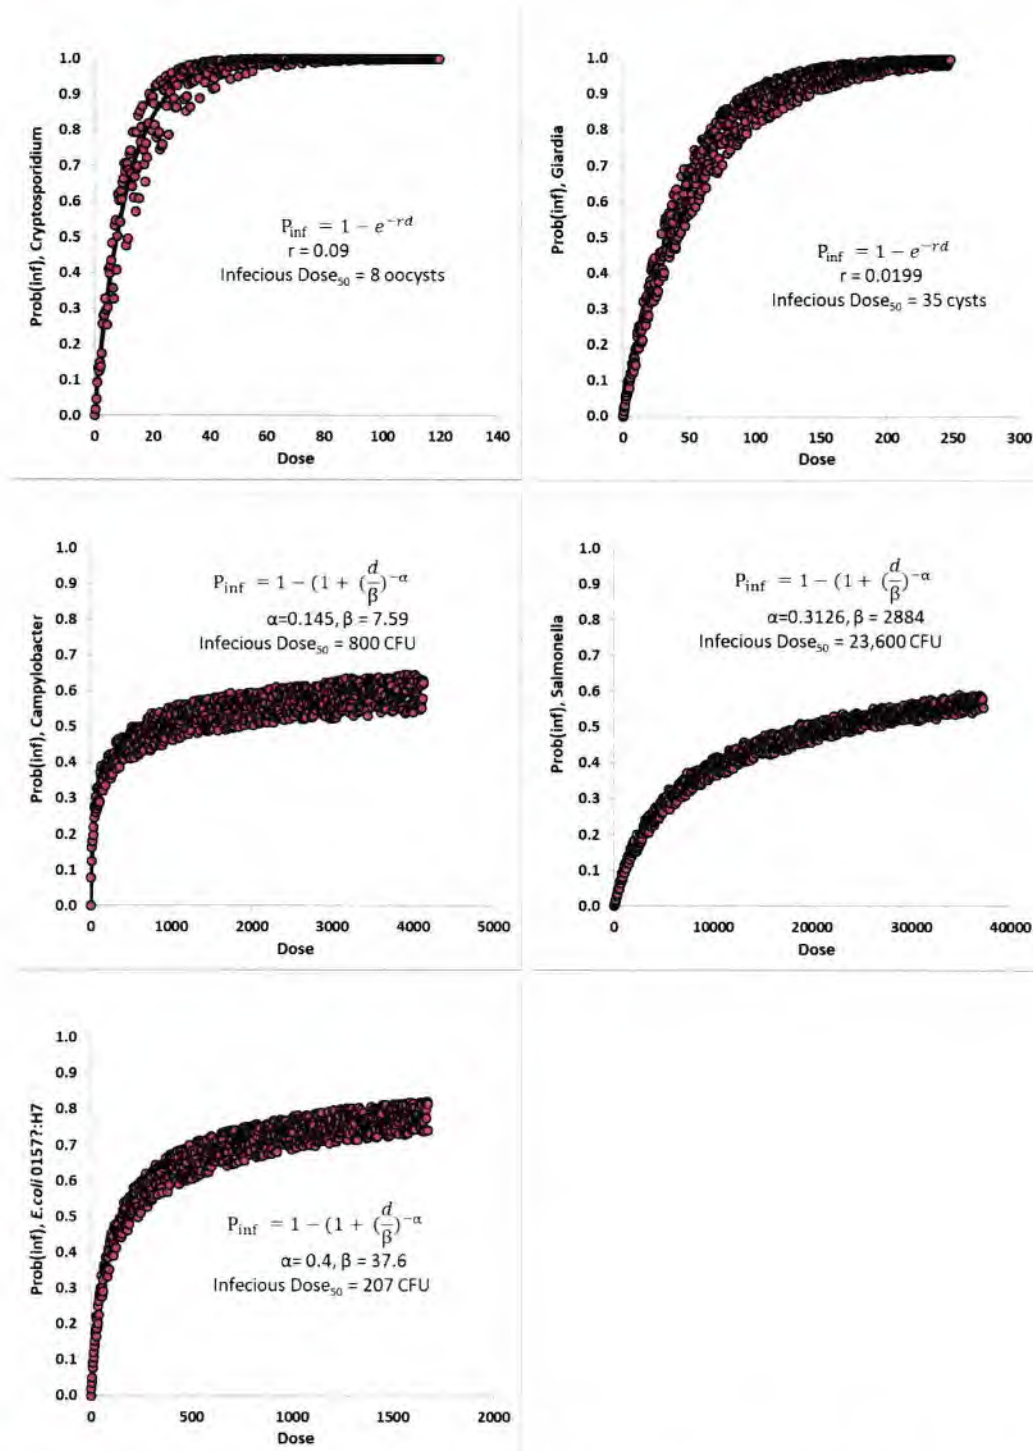 1.0
0.9
0.8
0.7
0.6
0.5
0.4
0.3
0.2
0.1
0.0
Prob(inf), Cryptosporidium
P_inf = 1 − e^−rd
r = 0.09
Infecious Dose₅₀ = 8 oocysts
0 20 40 60 80 100 120 140
Dose
1.0
0.9
0.8
0.7
0.6
0.5
0.4
0.3
0.2
0.1
0.0
Prob(inf), Giardia
P_inf = 1 − e^−rd
r = 0.0199
Infecious Dose₅₀ = 35 cysts
0 50 100 150 200 250 300
Dose
1.0
0.9
0.8
0.7
0.6
0.5
0.4
0.3
0.2
0.1
0.0
Prob(inf), Campylobacter
P_inf = 1 − (1 + (d/β)^−α
α=0.145, β = 7.59
Infecious Dose₅₀ = 800 CFU
0 1000 2000 3000 4000 5000
Dose
1.0
0.9
0.8
0.7
0.6
0.5
0.4
0.3
0.2
0.1
0.0
Prob(inf), Salmonella
P_inf = 1 − (1 + (d/β)^−α
α=0.3126, β = 2884
Infecious Dose₅₀ = 23,600 CFU
0 10000 20000 30000 40000
Dose
1.0
0.9
0.8
0.7
0.6
0.5
0.4
0.3
0.2
0.1
0.0
Prob(inf), E.coli 0157?:H7
P_inf = 1 − (1 + (d/β)^−α
α= 0.4, β = 37.6
Infecious Dose₅₀ = 207 CFU
0 500 1000 1500 2000
Dose